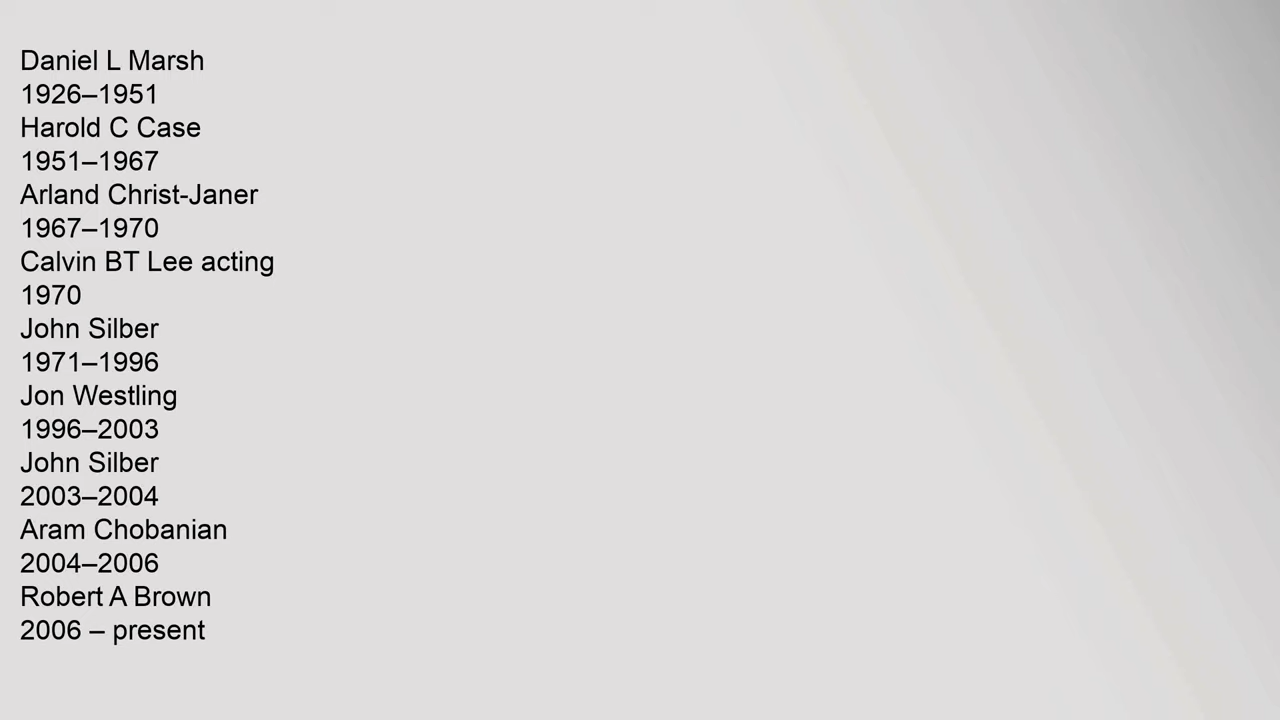 Daniel L Marsh
1926–1951
Harold C Case
1951–1967
Arland Christ-Janer
1967–1970
Calvin BT Lee acting
1970
John Silber
1971–1996
Jon Westling
1996–2003
John Silber
2003–2004
Aram Chobanian
2004–2006
Robert A Brown
2006 – present